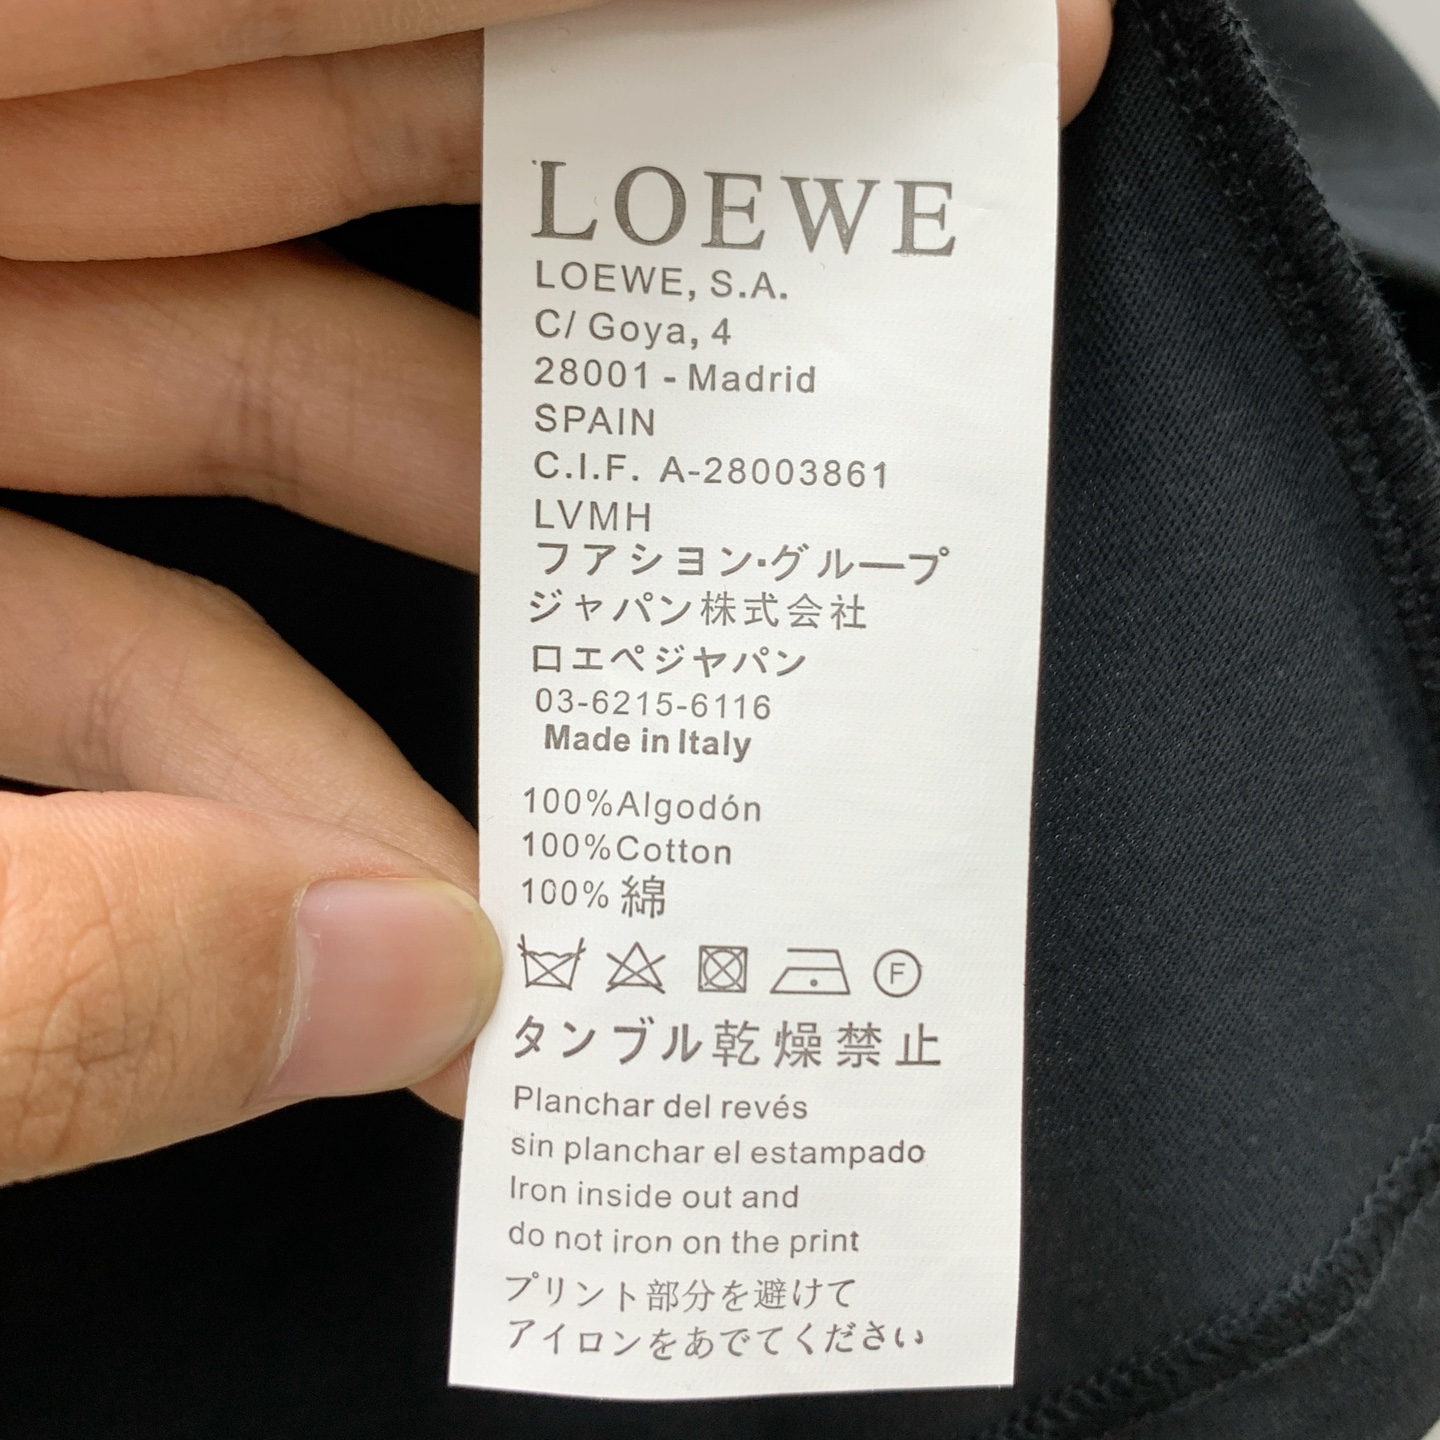 LOEWE
LOEWE, S.A.
C/ Goya, 4
28001 - Madrid
SPAIN
C.I.F. A-28003861
LVMH
フアシヨン·グループ
ジャパン株式会社
ロエベジヤパン
03-6215-6116
Made in Italy
100%Algodón
100%Cotton
100% 綿
F
タンブル乾燥禁止
Planchar del revés
sin planchar el estampado
Iron inside out and
do not iron on the print
プリント部分を避けて
アイロンをあでてください